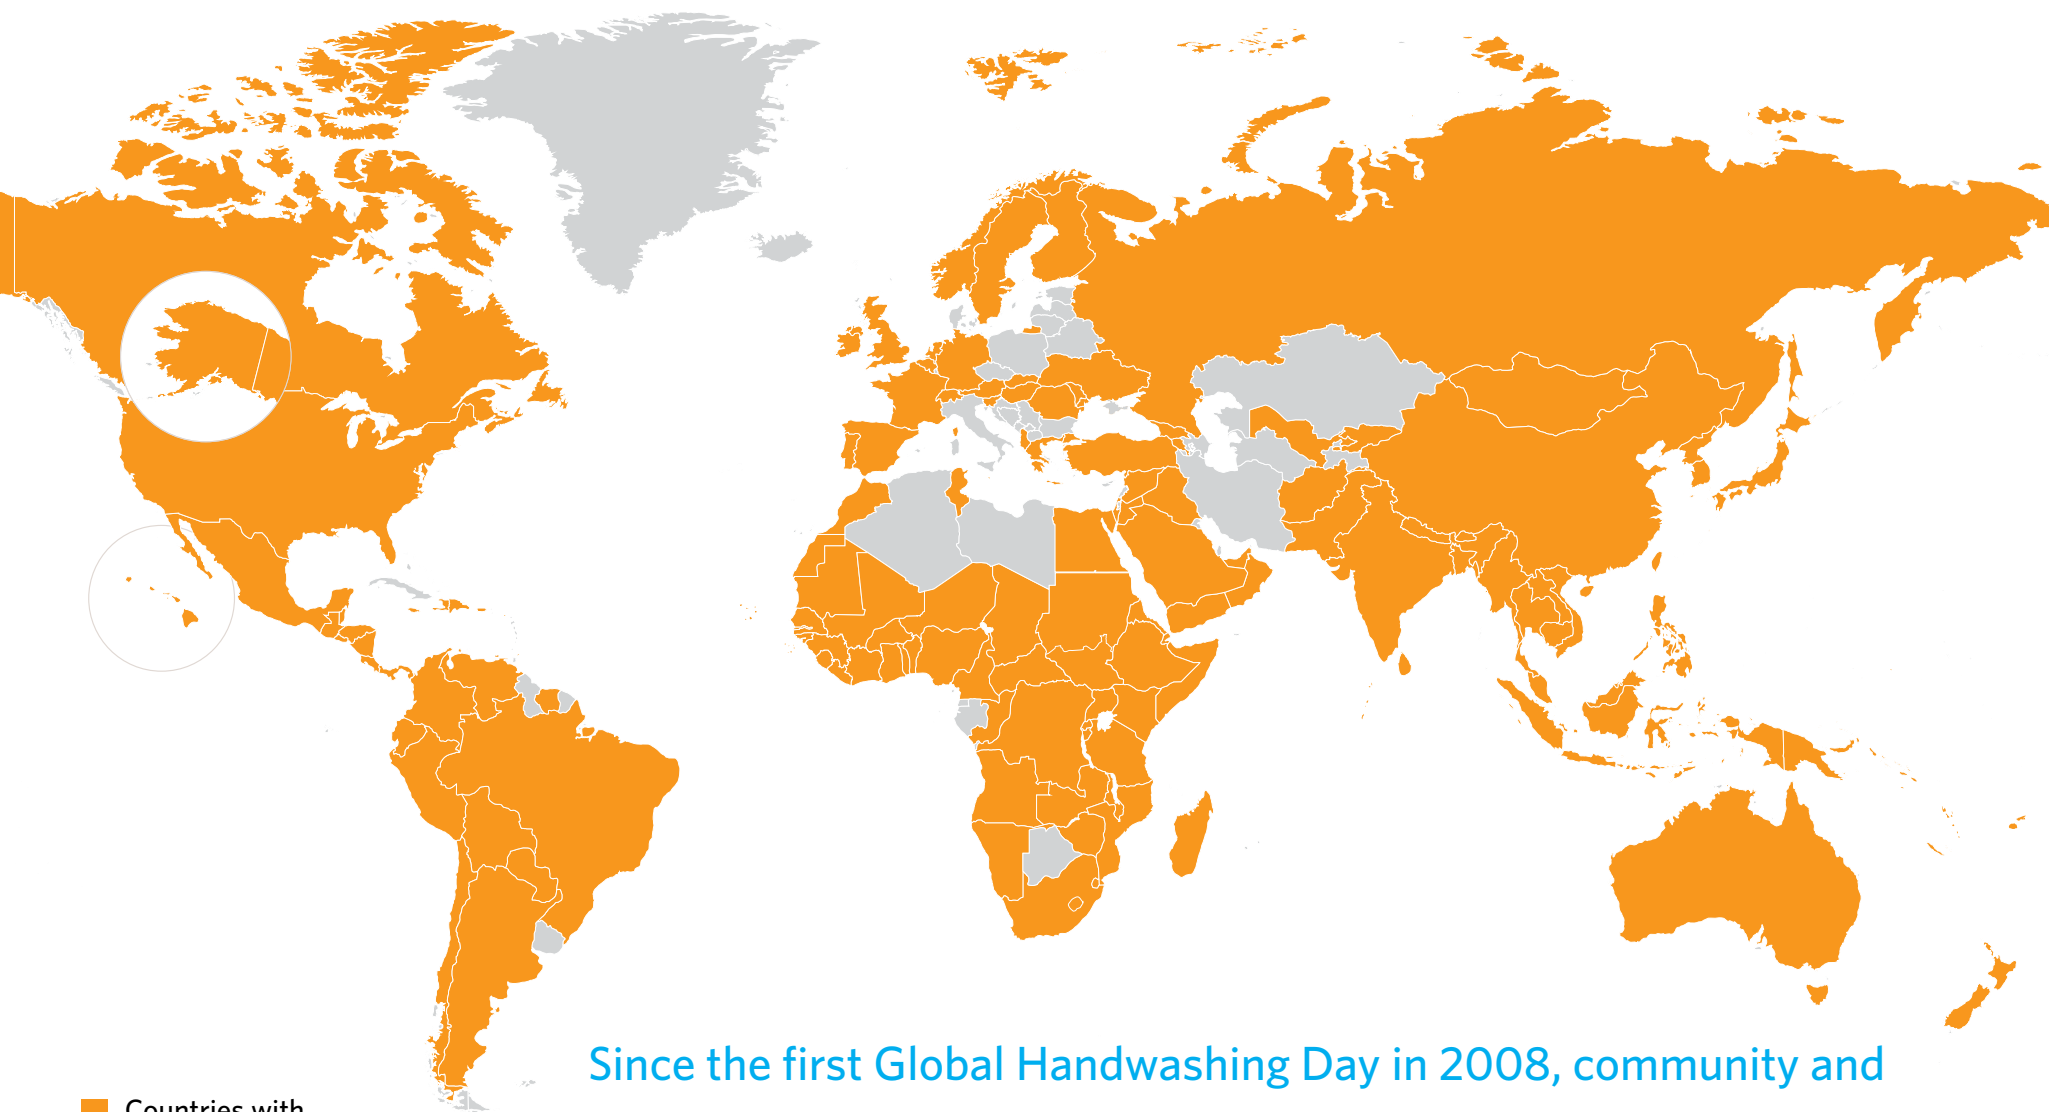 Since the first Global Handwashing Day in 2008, community and
Countries with